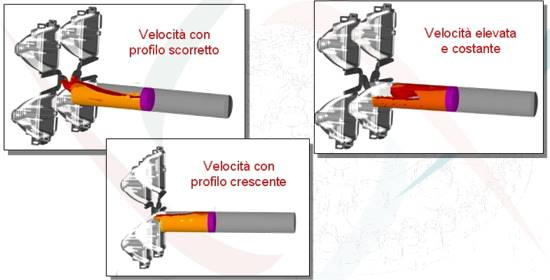 Velocità con
profilo scorretto
Velocità elevata
e costante
Velocità con
profilo crescente